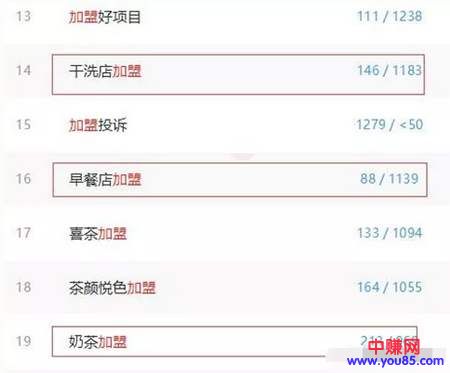 13 加盟好项目 111 / 1238
14 干洗店加盟 146 / 1183
15 加盟投诉 1279 / <50
16 早餐店加盟 88 / 1139
17 喜茶加盟 133 / 1094
18 茶颜悦色加盟 164 / 1055
19 奶茶加盟
中赚网
www.you85.com